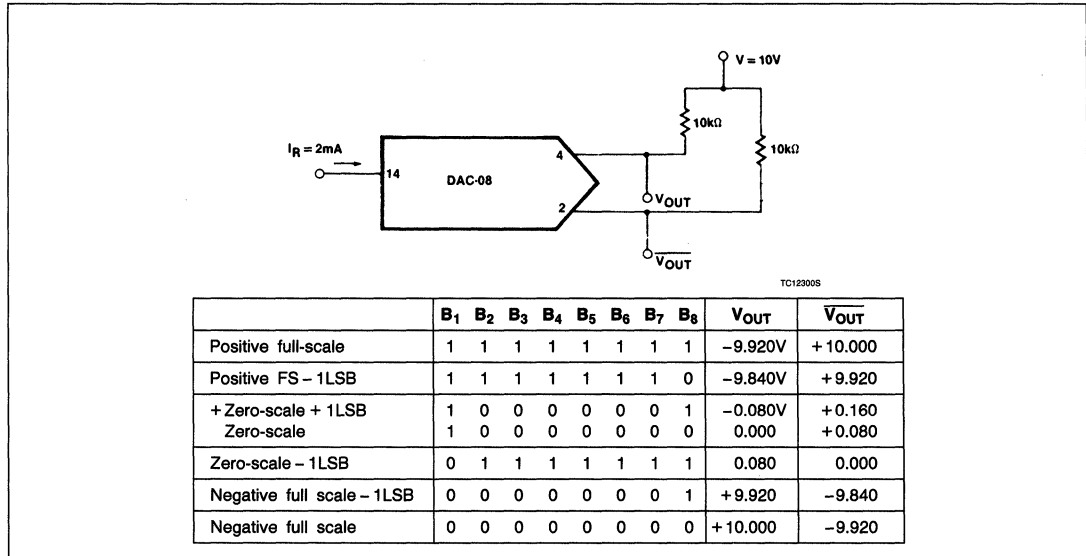 V = 10V
10kΩ
10kΩ
I_R = 2mA
14
DAC-08
4
2
V_OUT
V̅_O̅U̅T̅
TC12300S
B₁ B₂ B₃ B₄ B₅ B₆ B₇ B₈ V_OUT V̅_O̅U̅T̅
Positive full-scale 1 1 1 1 1 1 1 1 −9.920V +10.000
Positive FS – 1LSB 1 1 1 1 1 1 1 0 −9.840V +9.920
+ Zero-scale + 1LSB 1 0 0 0 0 0 0 1 −0.080V +0.160
Zero-scale 1 0 0 0 0 0 0 0 0.000 +0.080
Zero-scale – 1LSB 0 1 1 1 1 1 1 1 0.080 0.000
Negative full scale – 1LSB 0 0 0 0 0 0 0 1 +9.920 −9.840
Negative full scale 0 0 0 0 0 0 0 0 +10.000 −9.920